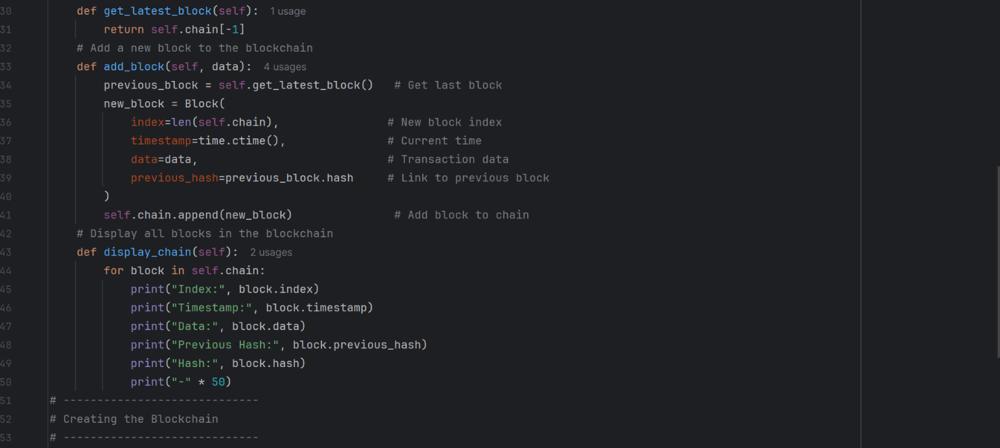 30 def get_latest_block(self): 1 usage
31 return self.chain[-1]
32 # Add a new block to the blockchain
33 def add_block(self, data): 4 usages
34 previous_block = self.get_latest_block() # Get last block
35 new_block = Block(
36 index=len(self.chain), # New block index
37 timestamp=time.ctime(), # Current time
38 data=data, # Transaction data
39 previous_hash=previous_block.hash # Link to previous block
40 )
41 self.chain.append(new_block) # Add block to chain
42 # Display all blocks in the blockchain
43 def display_chain(self): 2 usages
44 for block in self.chain:
45 print("Index:", block.index)
46 print("Timestamp:", block.timestamp)
47 print("Data:", block.data)
48 print("Previous Hash:", block.previous_hash)
49 print("Hash:", block.hash)
50 print("-" * 50)
51 # -----------------------------
52 # Creating the Blockchain
53 # -----------------------------